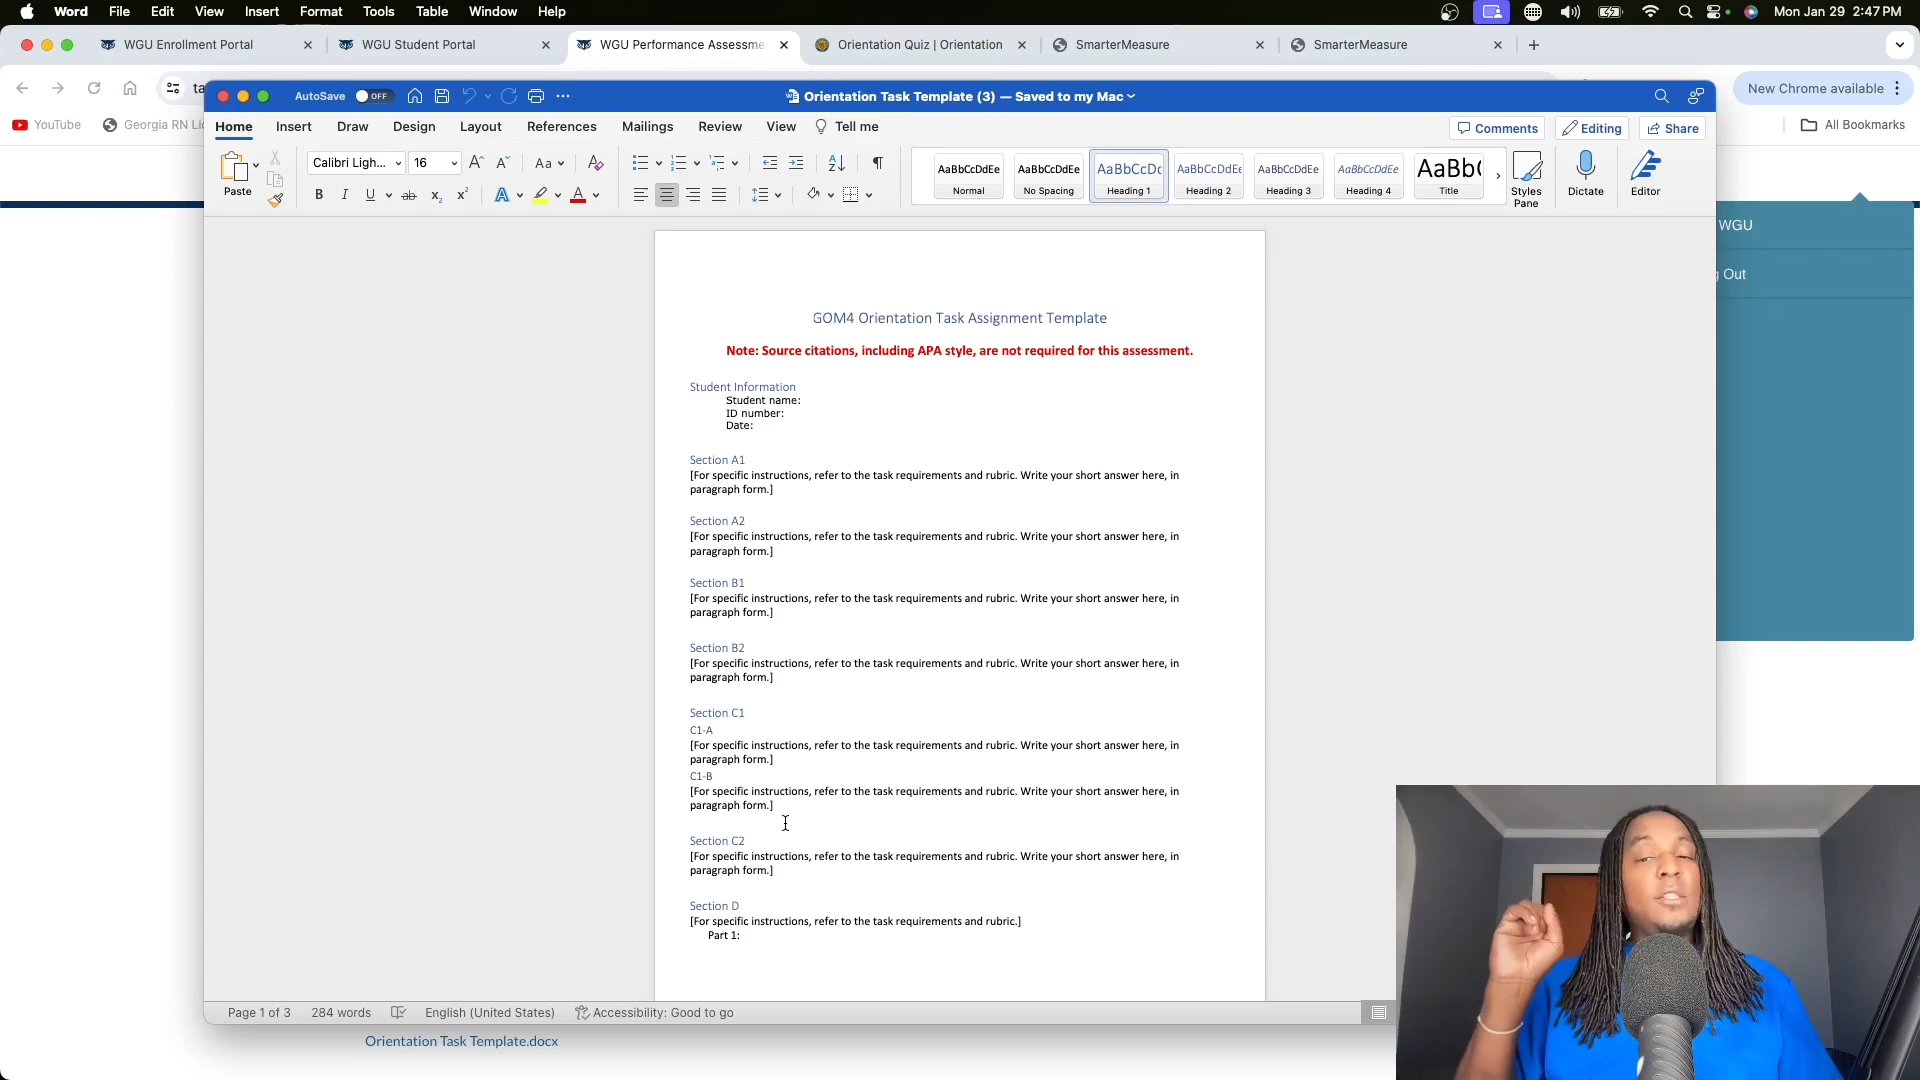 Word File Edit View Insert Format Tools Table Window Help Mon Jan 29 2:47 PM
WGU Enrollment Portal WGU Student Portal WGU Performance Assessme Orientation Quiz | Orientation SmarterMeasure SmarterMeasure
ta New Chrome available
YouTube Georgia RN Lic All Bookmarks
AutoSave OFF Orientation Task Template (3) — Saved to my Mac
Home Insert Draw Design Layout References Mailings Review View Tell me Comments Editing Share
Paste Calibri Ligh... 16 Aa
AaBbCcDdEe AaBbCcDdEe AaBbCcDc AaBbCcDdEe AaBbCcDdEe AaBbCcDdEe AaBb(
Normal No Spacing Heading 1 Heading 2 Heading 3 Heading 4 Title Styles Pane Dictate Editor
WGU
g Out
GOM4 Orientation Task Assignment Template
Note: Source citations, including APA style, are not required for this assessment.
Student Information
Student name:
ID number:
Date:
Section A1
[For specific instructions, refer to the task requirements and rubric. Write your short answer here, in
paragraph form.]
Section A2
[For specific instructions, refer to the task requirements and rubric. Write your short answer here, in
paragraph form.]
Section B1
[For specific instructions, refer to the task requirements and rubric. Write your short answer here, in
paragraph form.]
Section B2
[For specific instructions, refer to the task requirements and rubric. Write your short answer here, in
paragraph form.]
Section C1
C1-A
[For specific instructions, refer to the task requirements and rubric. Write your short answer here, in
paragraph form.]
C1-B
[For specific instructions, refer to the task requirements and rubric. Write your short answer here, in
paragraph form.]
Section C2
[For specific instructions, refer to the task requirements and rubric. Write your short answer here, in
paragraph form.]
Section D
[For specific instructions, refer to the task requirements and rubric.]
Part 1:
Page 1 of 3 284 words English (United States) Accessibility: Good to go
Orientation Task Template.docx